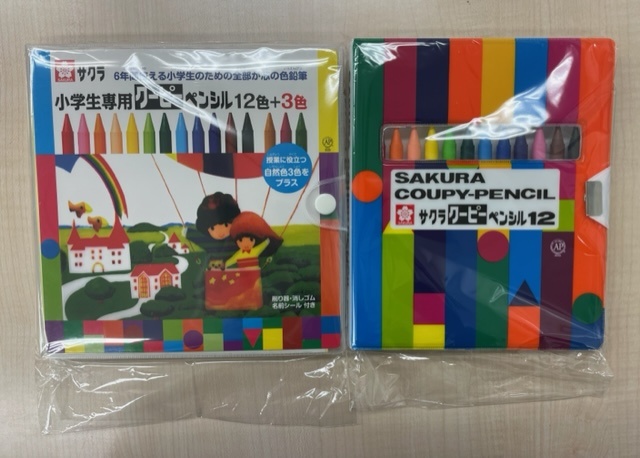 サクラ
6年間使える小学生のための全部が芯の色鉛筆
小学生専用クーピーペンシル12色+3色
授業に役立つ
自然色3色を
プラス
削り器・消しゴム
名前シール 付き
SAKURA
COUPY-PENCIL
サクラクーピーペンシル12
AP